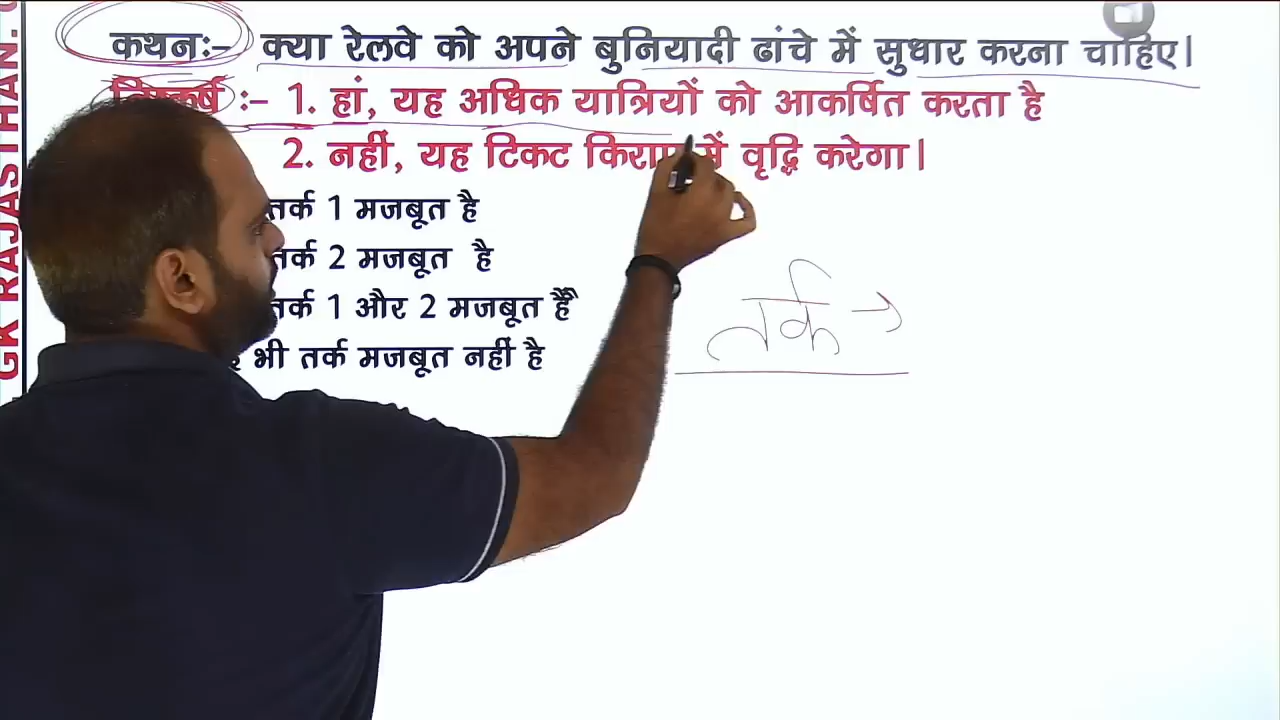 कथनः- क्या रेलवे को अपने बुनियादी ढांचे में सुधार करना चाहिए।
निष्कर्ष :- 1. हां, यह अधिक यात्रियों को आकर्षित करता है
2. नहीं, यह टिकट में वृद्धि करेगा।
तर्क 1 मजबूत है
तर्क 2 मजबूत है
तर्क 1 और 2 मजबूत हैं
भी तर्क मजबूत नहीं है
तर्क →
GK RAJASTHAN.